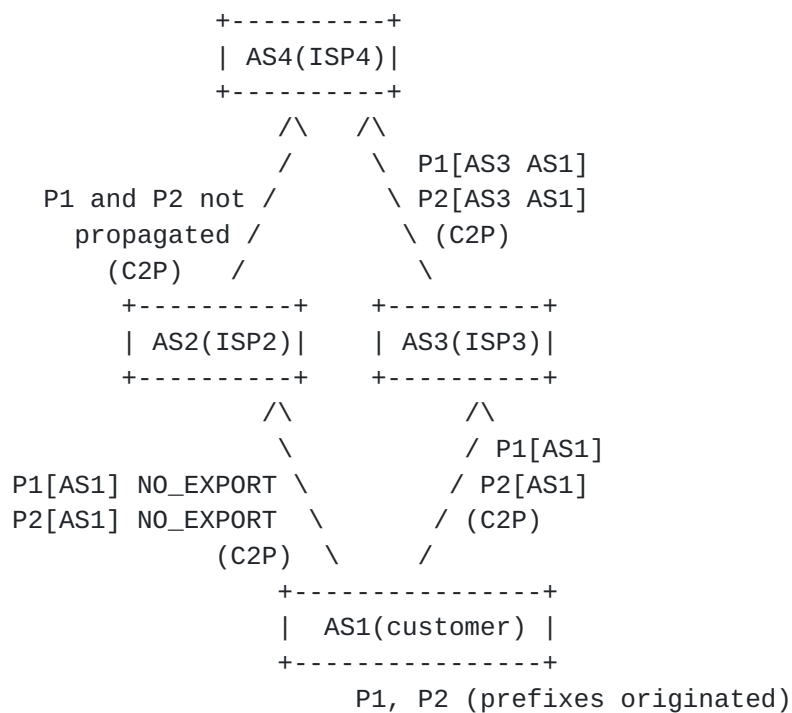 AS4(ISP4)
P1[AS3 AS1]
P1 and P2 not P2[AS3 AS1]
propagated (C2P)
(C2P)
AS2(ISP2) AS3(ISP3)
P1[AS1]
P1[AS1] NO_EXPORT P2[AS1]
P2[AS1] NO_EXPORT (C2P)
(C2P)
AS1(customer)
P1, P2 (prefixes originated)